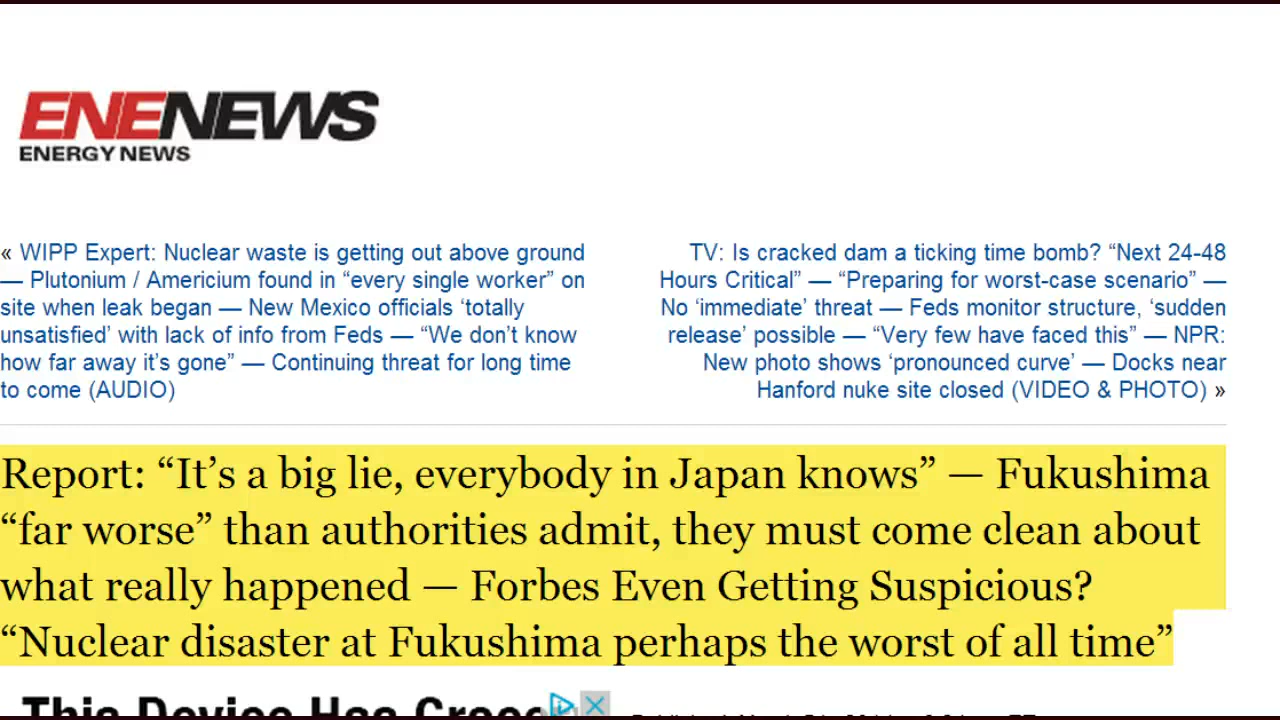 ENENEWS
ENERGY NEWS
« WIPP Expert: Nuclear waste is getting out above ground
— Plutonium / Americium found in “every single worker” on
site when leak began — New Mexico officials ‘totally
unsatisfied’ with lack of info from Feds — “We don’t know
how far away it’s gone” — Continuing threat for long time
to come (AUDIO)
TV: Is cracked dam a ticking time bomb? “Next 24-48
Hours Critical” — “Preparing for worst-case scenario” —
No ‘immediate’ threat — Feds monitor structure, ‘sudden
release’ possible — “Very few have faced this” — NPR:
New photo shows ‘pronounced curve’ — Docks near
Hanford nuke site closed (VIDEO & PHOTO) »
Report: “It’s a big lie, everybody in Japan knows” — Fukushima
“far worse” than authorities admit, they must come clean about
what really happened — Forbes Even Getting Suspicious?
“Nuclear disaster at Fukushima perhaps the worst of all time”
This Device Has